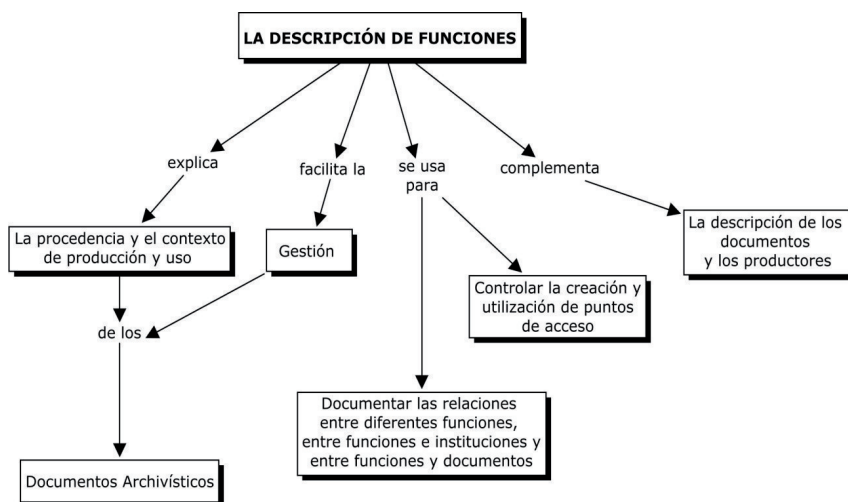 LA DESCRIPCIÓN DE FUNCIONES
explica
facilita la
se usa
para
complementa
La procedencia y el contexto
de producción y uso
Gestión
La descripción de los
documentos
y los productores
Controlar la creación y
utilización de puntos
de acceso
de los
Documentar las relaciones
entre diferentes funciones,
entre funciones e instituciones y
entre funciones y documentos
Documentos Archivísticos